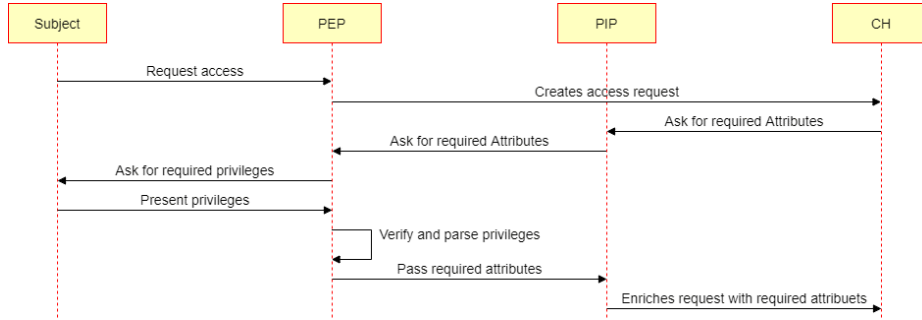 Subject
PEP
PIP
CH
Request access
Creates access request
Ask for required Attributes
Ask for required Attributes
Ask for required privileges
Present privileges
Verify and parse privileges
Pass required attributes
Enriches request with required attribuets